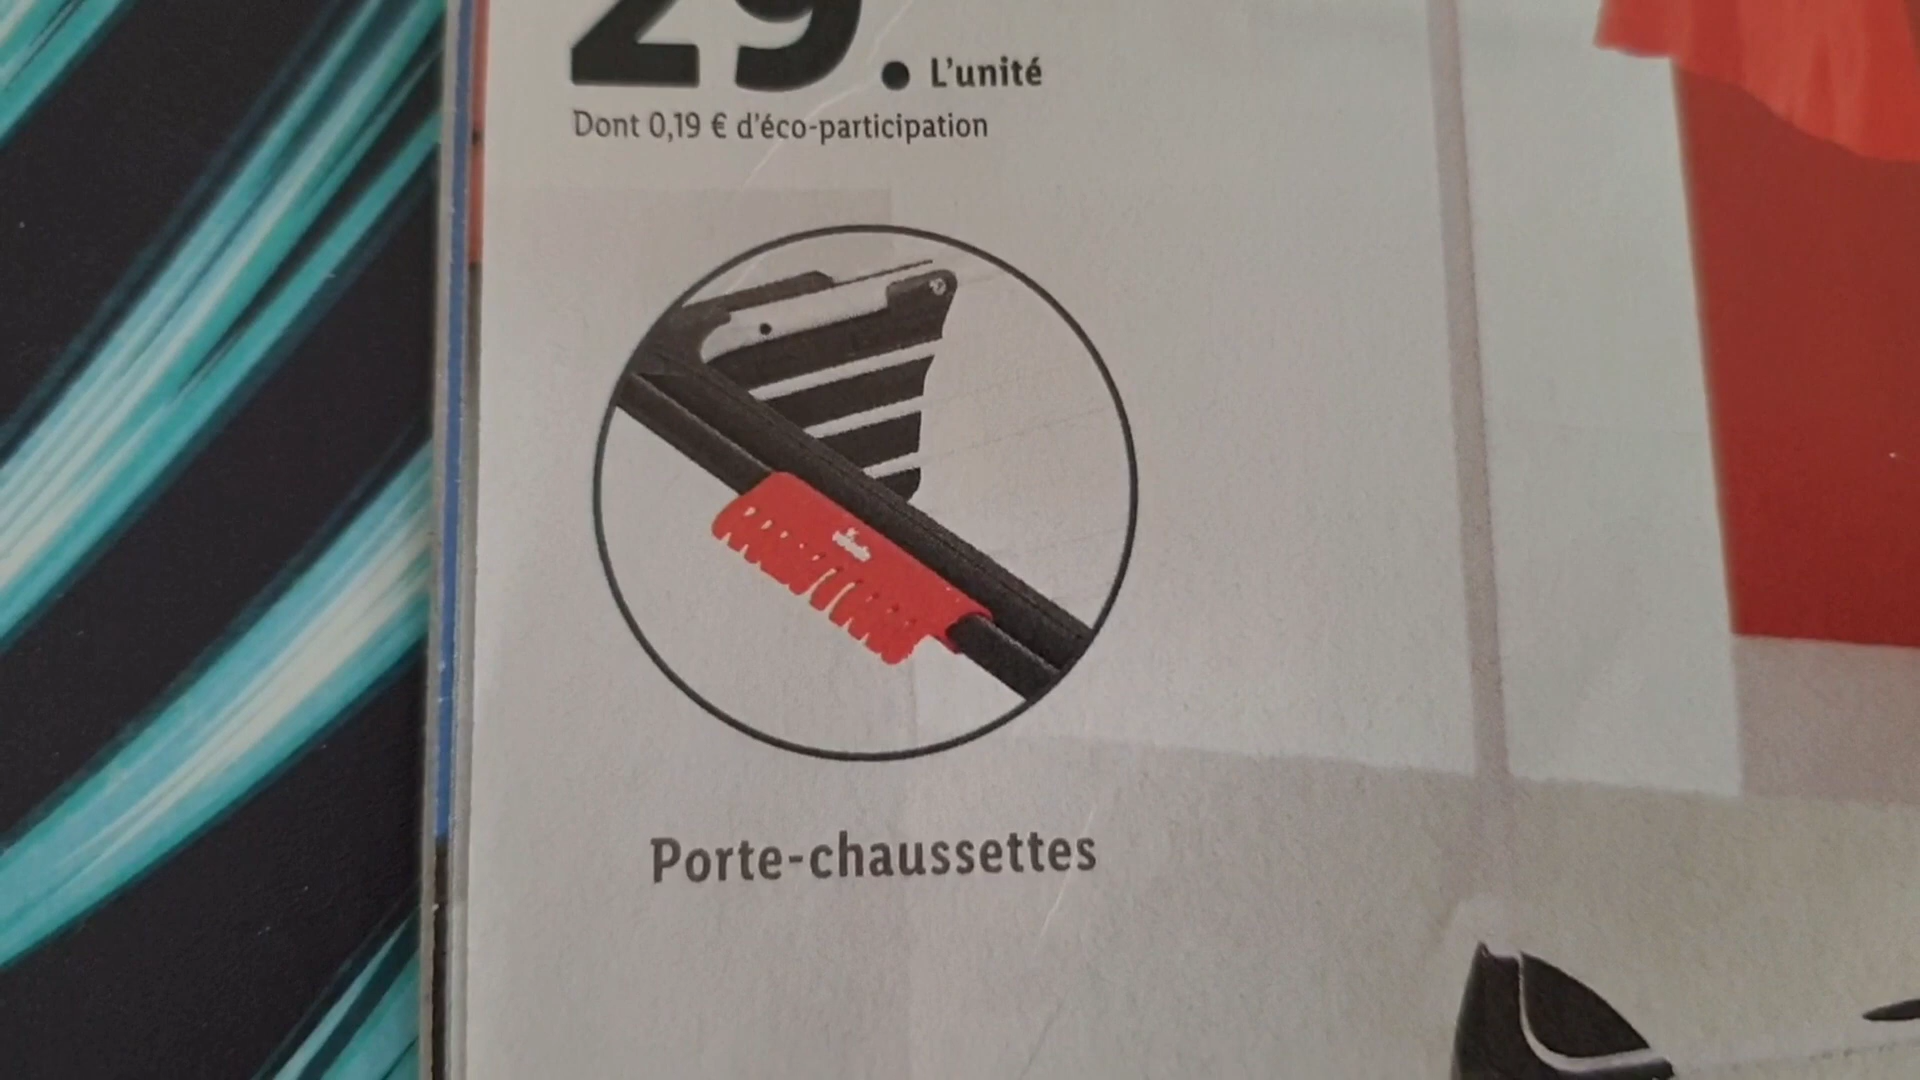 29. L'unité
Dont 0,19 € d'éco-participation
Porte-chaussettes